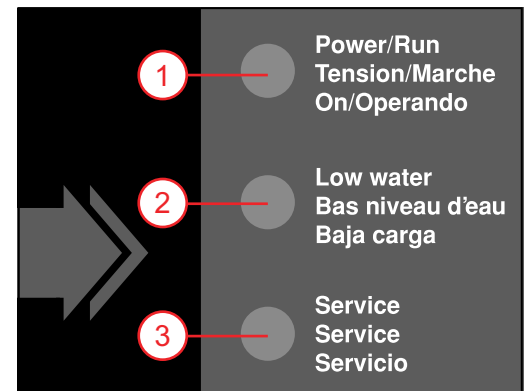 1
Power/Run
Tension/Marche
On/Operando
2
Low water
Bas niveau d'eau
Baja carga
3
Service
Service
Servicio